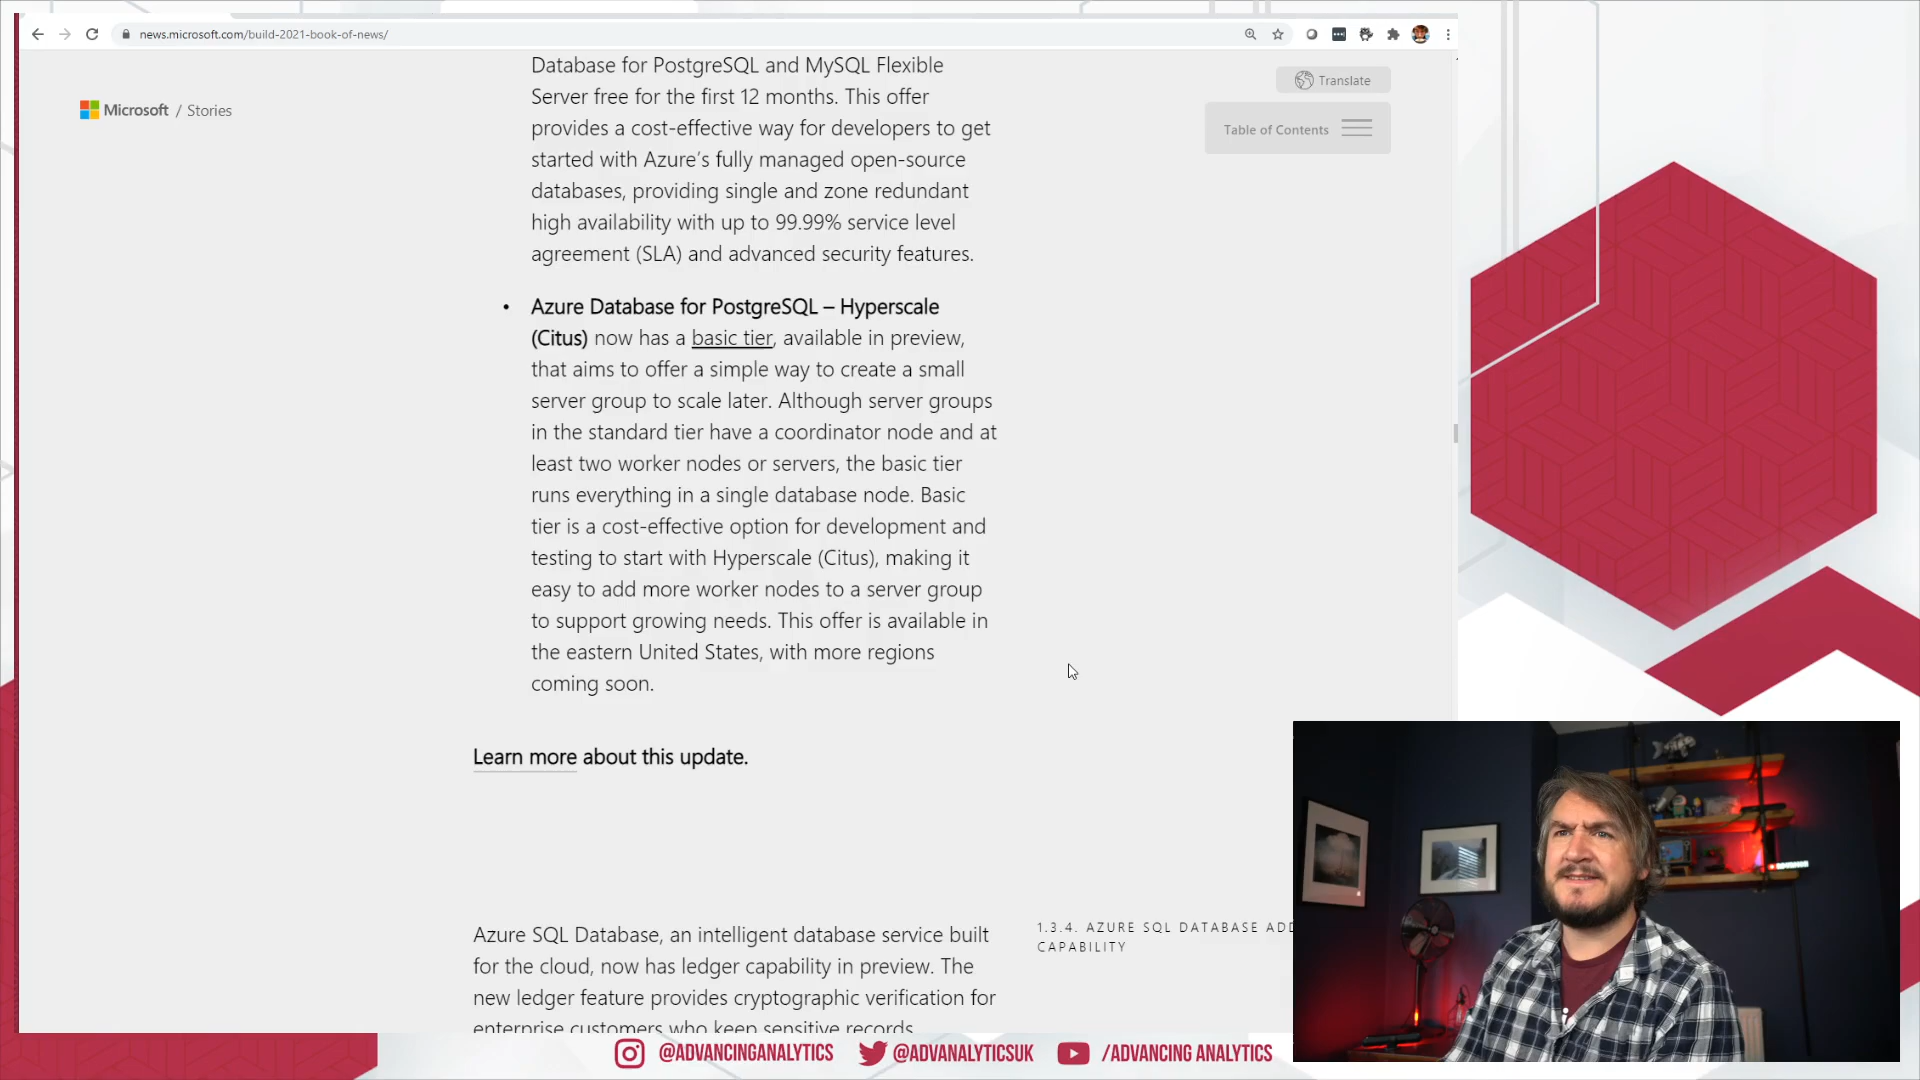 news.microsoft.com/build-2021-book-of-news/
Microsoft / Stories
Translate
Table of Contents
Database for PostgreSQL and MySQL Flexible
Server free for the first 12 months. This offer
provides a cost-effective way for developers to get
started with Azure’s fully managed open-source
databases, providing single and zone redundant
high availability with up to 99.99% service level
agreement (SLA) and advanced security features.
• Azure Database for PostgreSQL – Hyperscale
(Citus) now has a basic tier, available in preview,
that aims to offer a simple way to create a small
server group to scale later. Although server groups
in the standard tier have a coordinator node and at
least two worker nodes or servers, the basic tier
runs everything in a single database node. Basic
tier is a cost-effective option for development and
testing to start with Hyperscale (Citus), making it
easy to add more worker nodes to a server group
to support growing needs. This offer is available in
the eastern United States, with more regions
coming soon.
Learn more about this update.
Azure SQL Database, an intelligent database service built
for the cloud, now has ledger capability in preview. The
new ledger feature provides cryptographic verification for
enterprise customers who keep sensitive records
1.3.4. AZURE SQL DATABASE ADD
CAPABILITY
@ADVANCINGANALYTICS
@ADVANALYTICSUK
/ADVANCING ANALYTICS